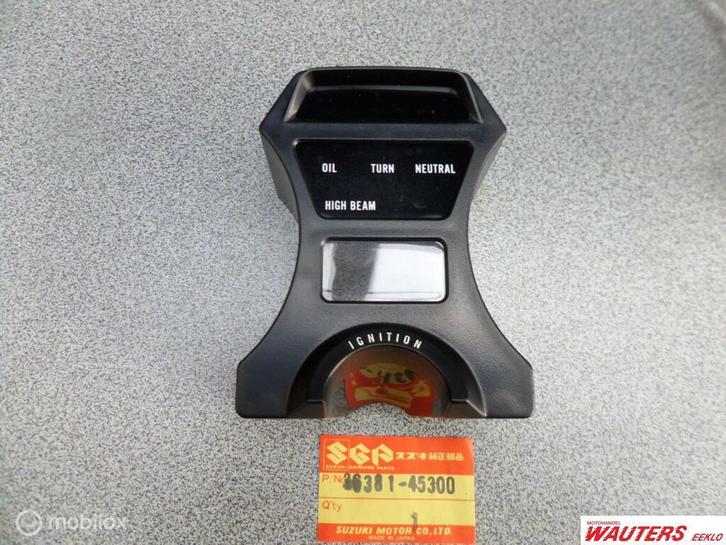 OIL TURN NEUTRAL
HIGH BEAM
IGNITION
SGP スズキ純正部品
SUZUKI GENUINE PARTS
P/No. 36381-45300
Q'ty 1
SUZUKI MOTOR CO., LTD.
MADE IN JAPAN
mobilox
MOTOHANDEL
WAUTERS EEKLO